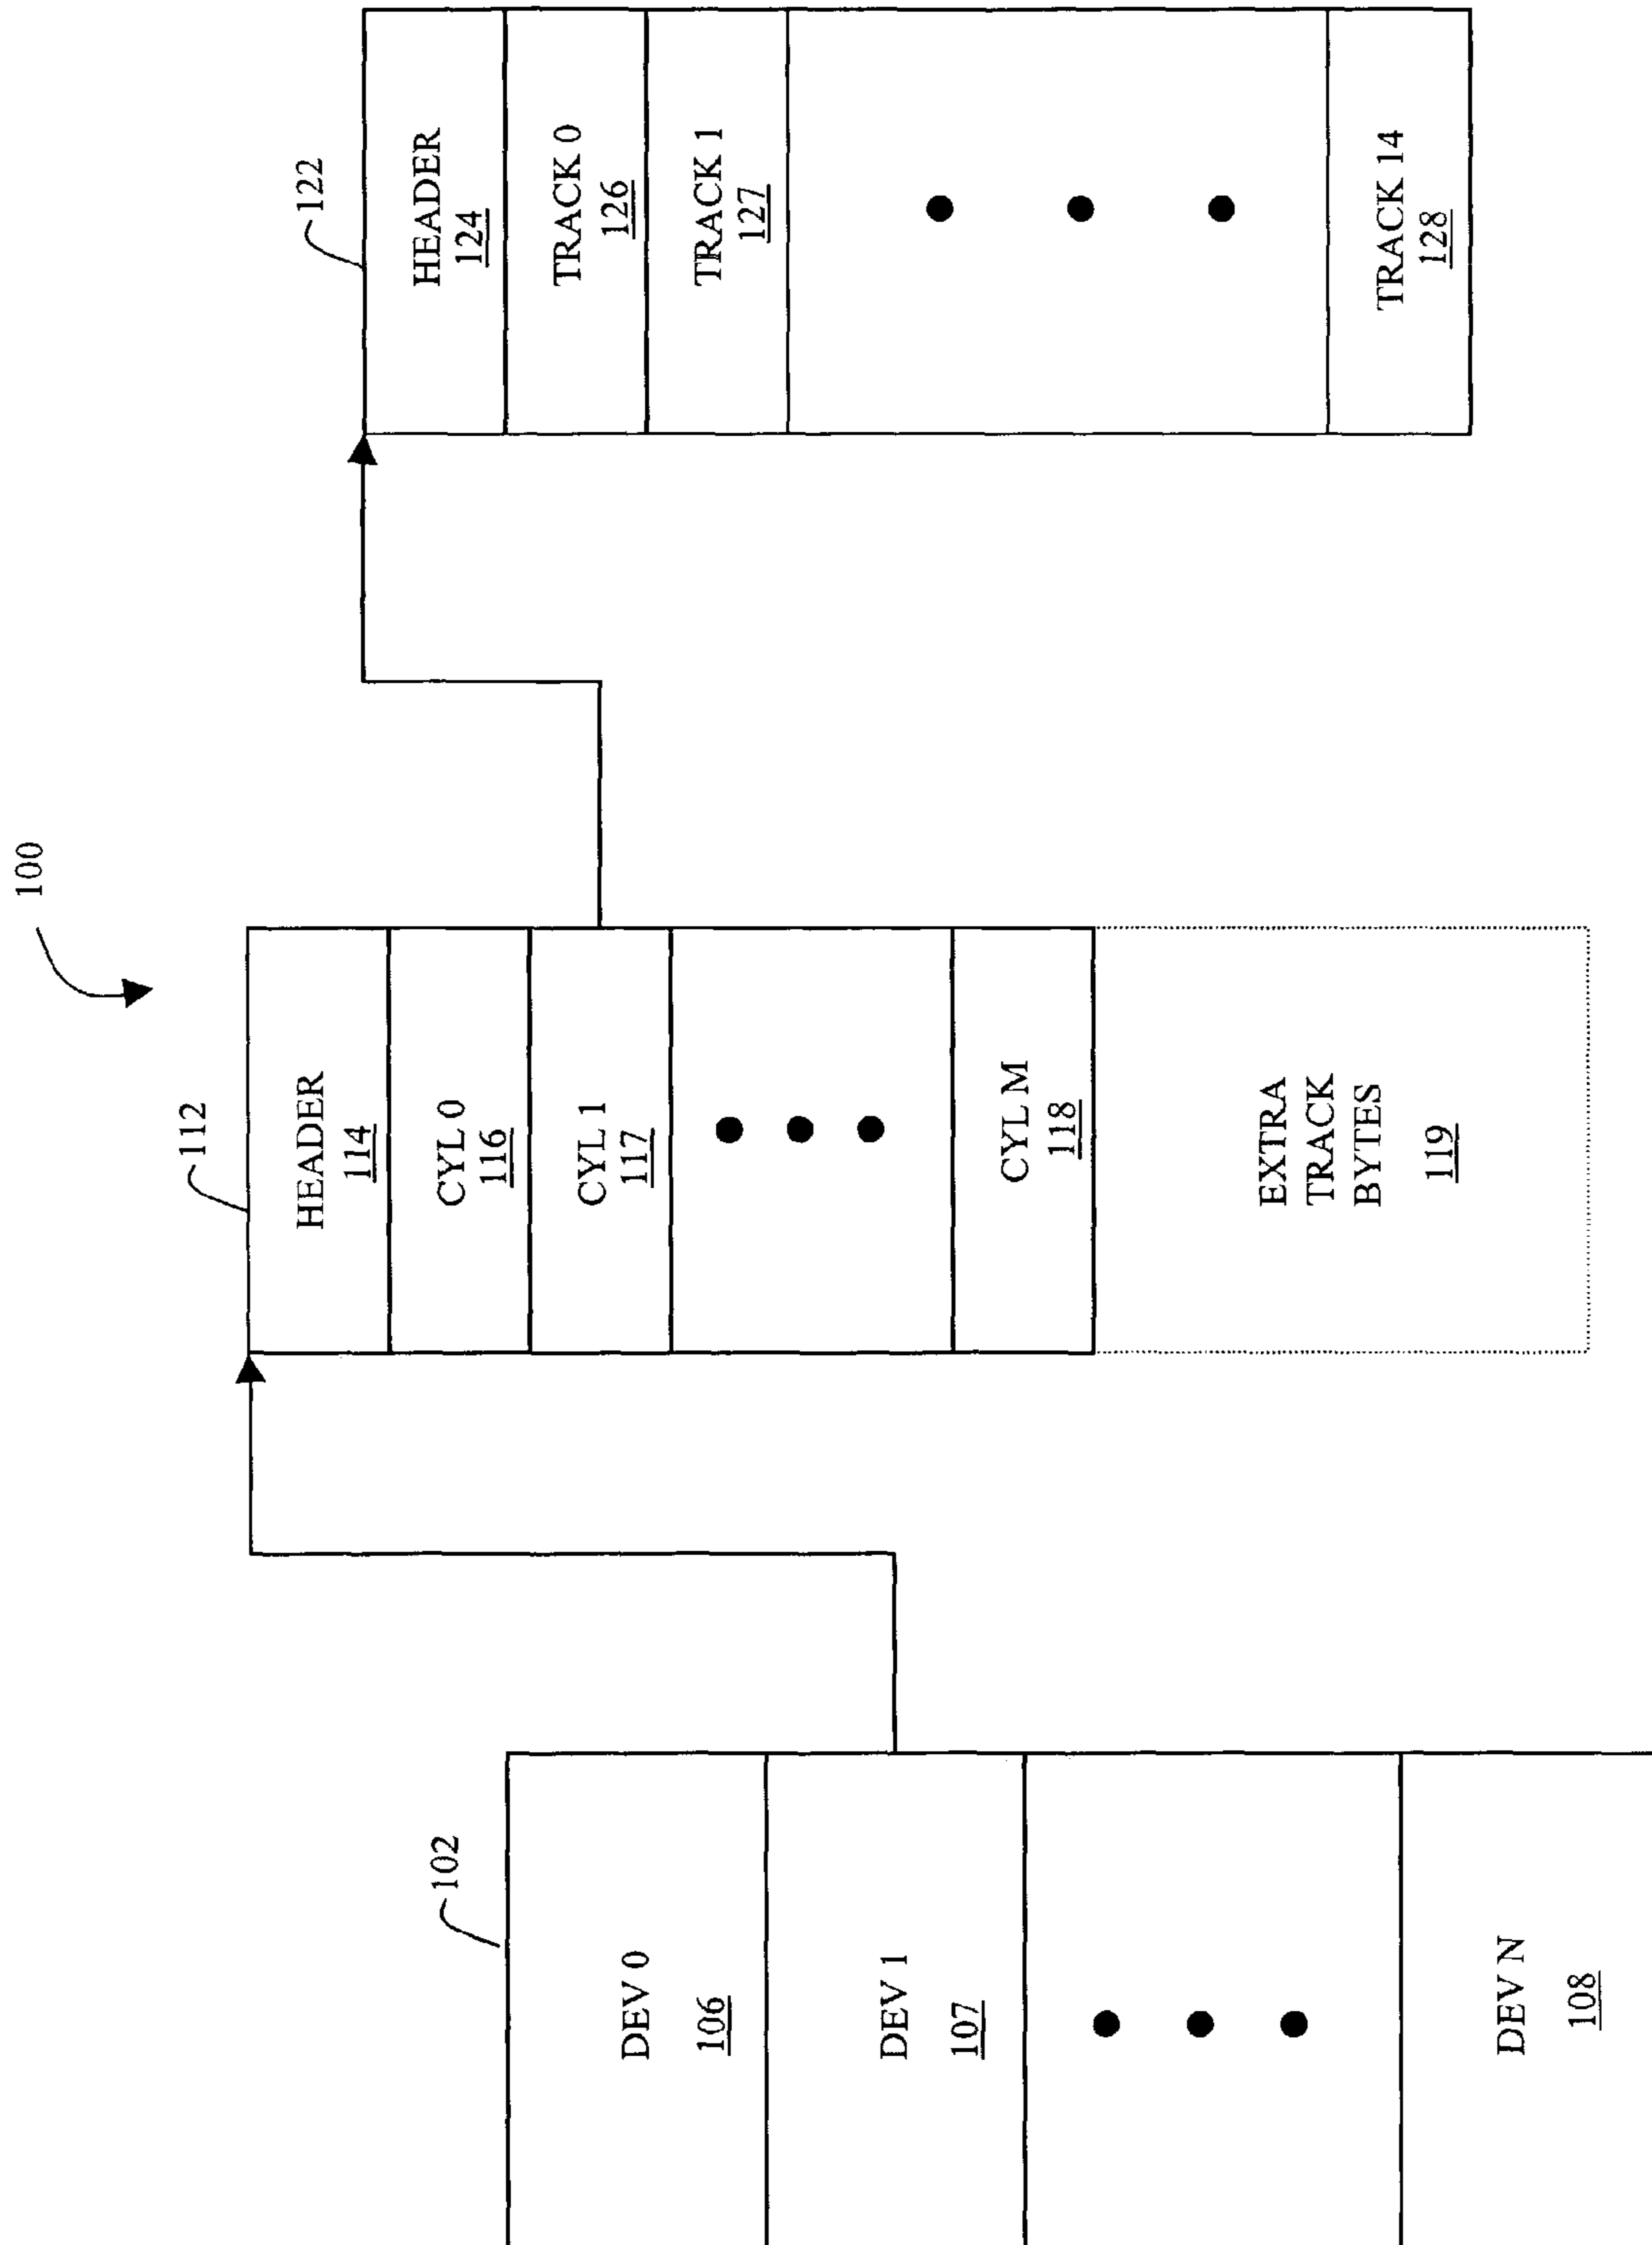 100
102
DEV 0
106
DEV 1
107
DEV N
108
112
HEADER
114
CYL 0
116
CYL 1
117
CYL M
118
EXTRA
TRACK
BYTES
119
122
HEADER
124
TRACK 0
126
TRACK 1
127
TRACK 14
128